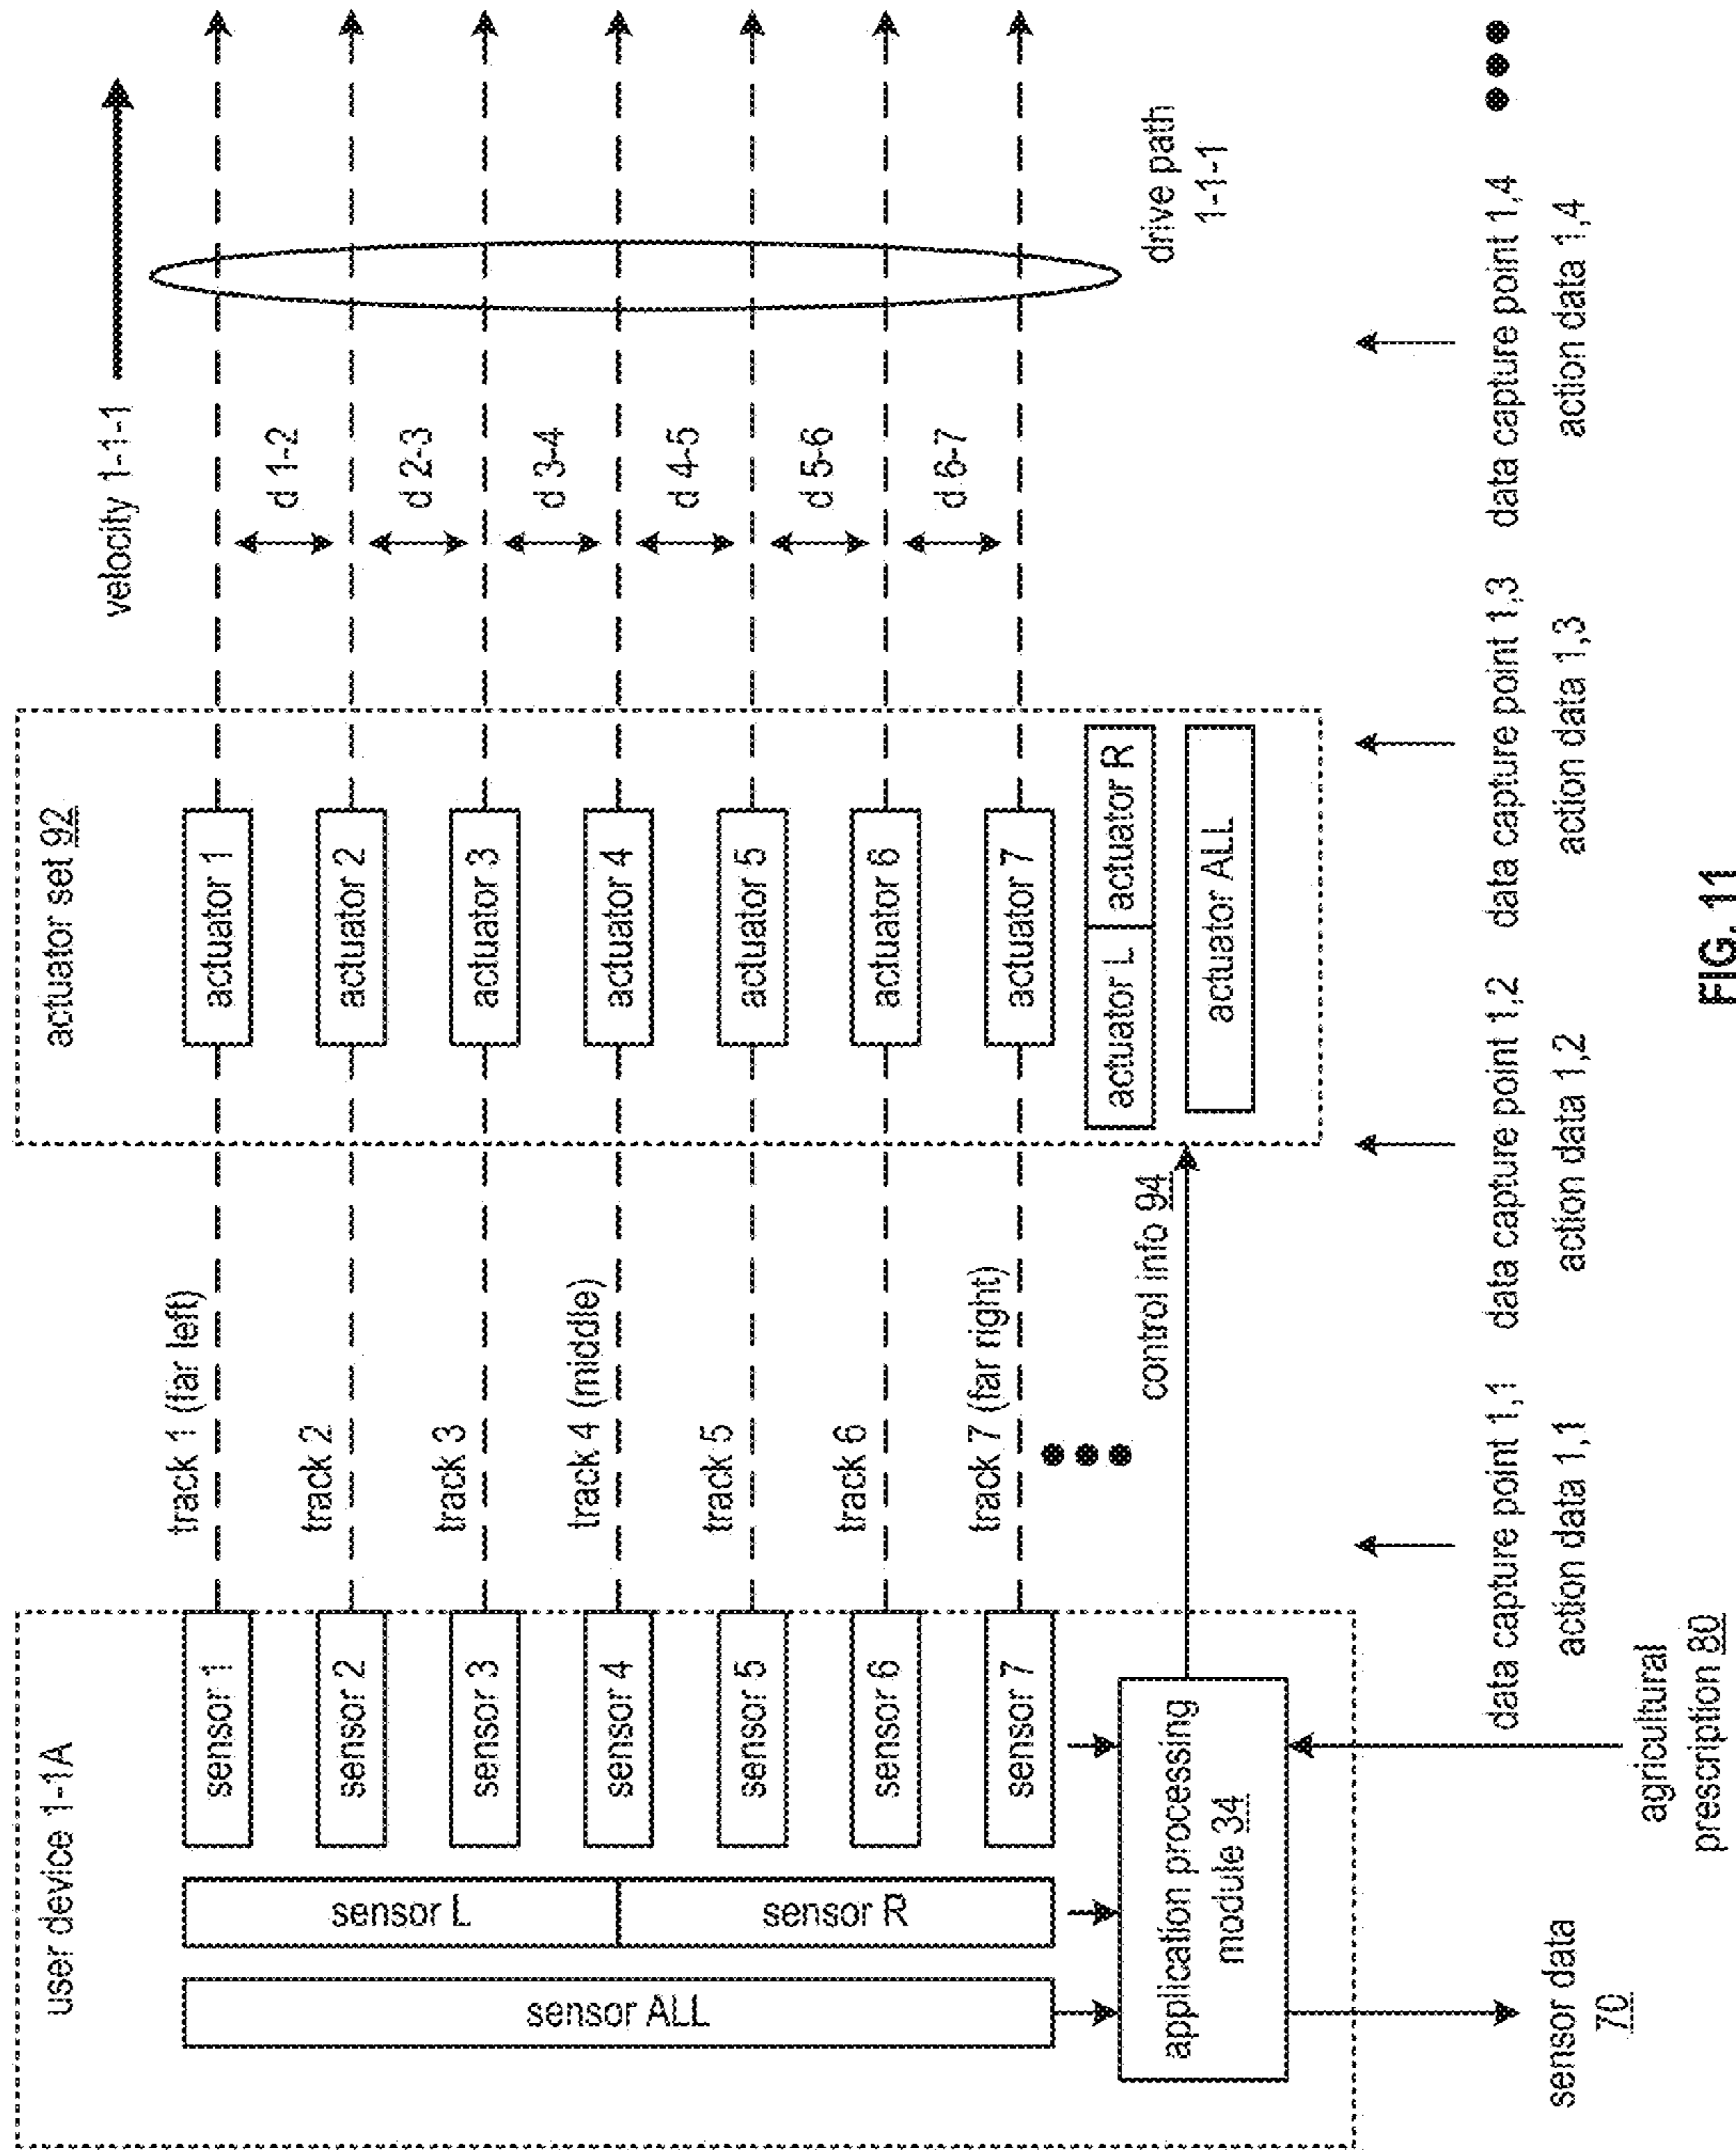 user device 1-1A
sensor ALL
sensor L
sensor R
sensor 1
sensor 2
sensor 3
sensor 4
sensor 5
sensor 6
sensor 7
application processing
module 34
sensor data
70
agricultural
prescription 80
track 1 (far left)
track 2
track 3
track 4 (middle)
track 5
track 6
track 7 (far right)
control info 94
actuator set 92
actuator 1
actuator 2
actuator 3
actuator 4
actuator 5
actuator 6
actuator 7
actuator L
actuator R
actuator ALL
velocity 1-1-1
d 1-2
d 2-3
d 3-4
d 4-5
d 5-6
d 6-7
drive path
1-1-1
data capture point 1,1
action data 1,1
data capture point 1,2
action data 1,2
data capture point 1,3
action data 1,3
data capture point 1,4
action data 1,4
FIG. 11